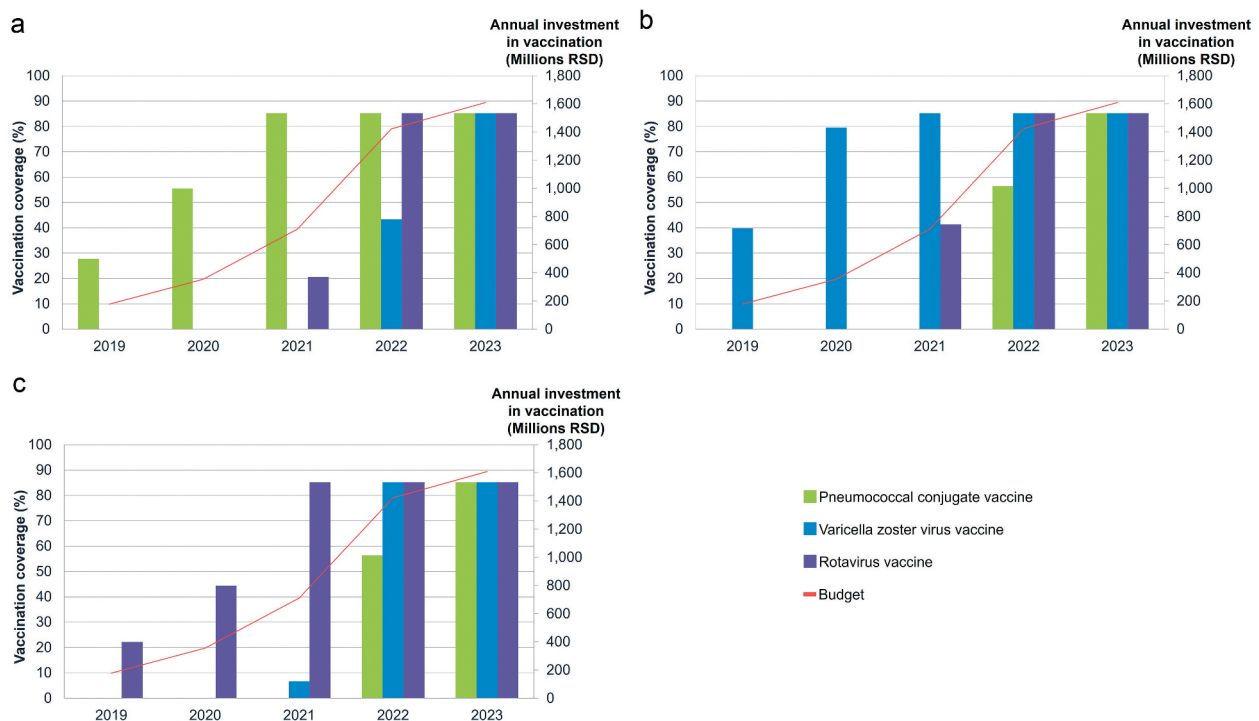 a
Annual investment
in vaccination
(Millions RSD)
Vaccination coverage (%)
100
90
80
70
60
50
40
30
20
10
0
1,800
1,600
1,400
1,200
1,000
800
600
400
200
0
2019 2020 2021 2022 2023
b
Annual investment
in vaccination
(Millions RSD)
Vaccination coverage (%)
100
90
80
70
60
50
40
30
20
10
0
1,800
1,600
1,400
1,200
1,000
800
600
400
200
0
2019 2020 2021 2022 2023
c
Annual investment
in vaccination
(Millions RSD)
Vaccination coverage (%)
100
90
80
70
60
50
40
30
20
10
0
1,800
1,600
1,400
1,200
1,000
800
600
400
200
0
2019 2020 2021 2022 2023
Pneumococcal conjugate vaccine
Varicella zoster virus vaccine
Rotavirus vaccine
Budget